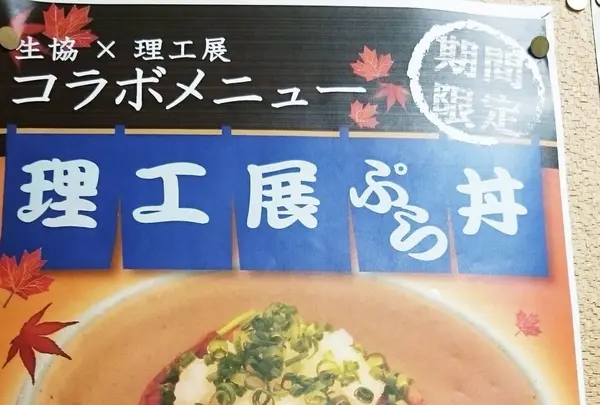 生協 × 理工展
コラボメニュー
期間
限定
理工展ぷら丼